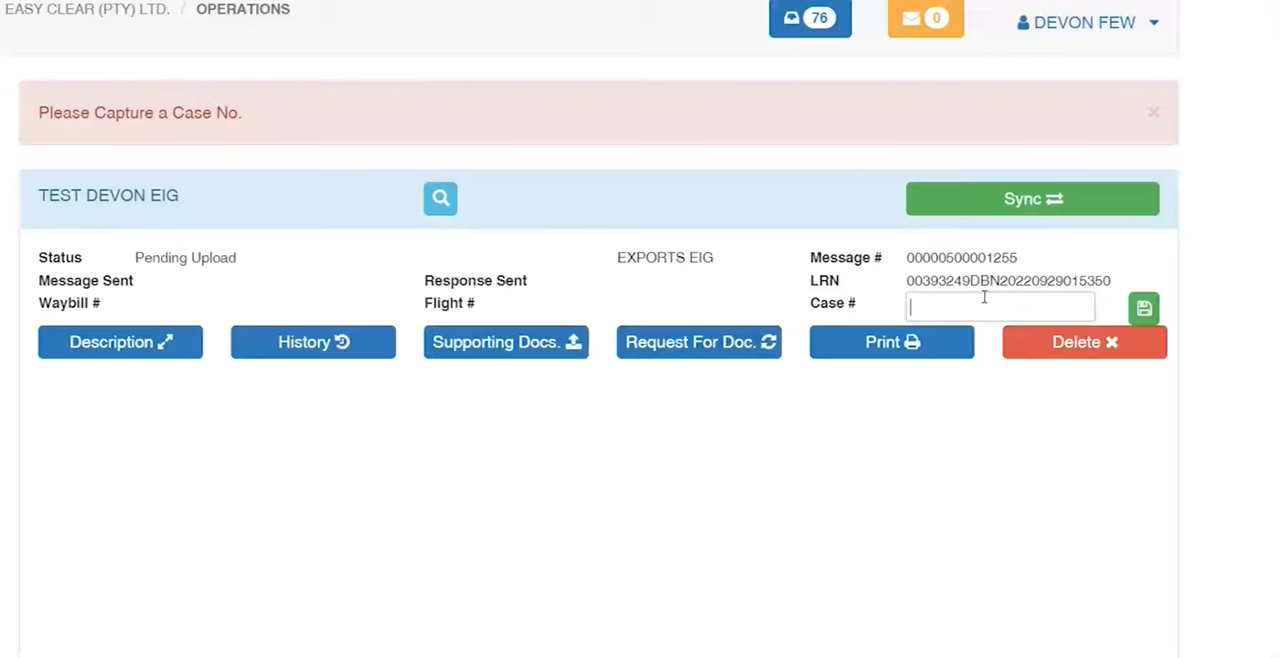 EASY CLEAR (PTY) LTD. / OPERATIONS 76 0 DEVON FEW
Please Capture a Case No. ×
TEST DEVON EIG Sync
Status Pending Upload EXPORTS EIG Message # 00000500001255
Message Sent Response Sent LRN 00393249DBN20220929015350
Waybill # Flight # Case #
Description History Supporting Docs. Request For Doc. Print Delete